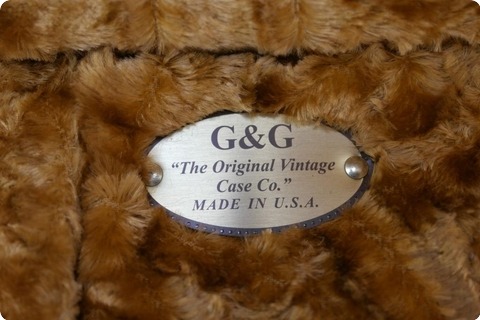 G&G
“The Original Vintage
Case Co.”
MADE IN U.S.A.